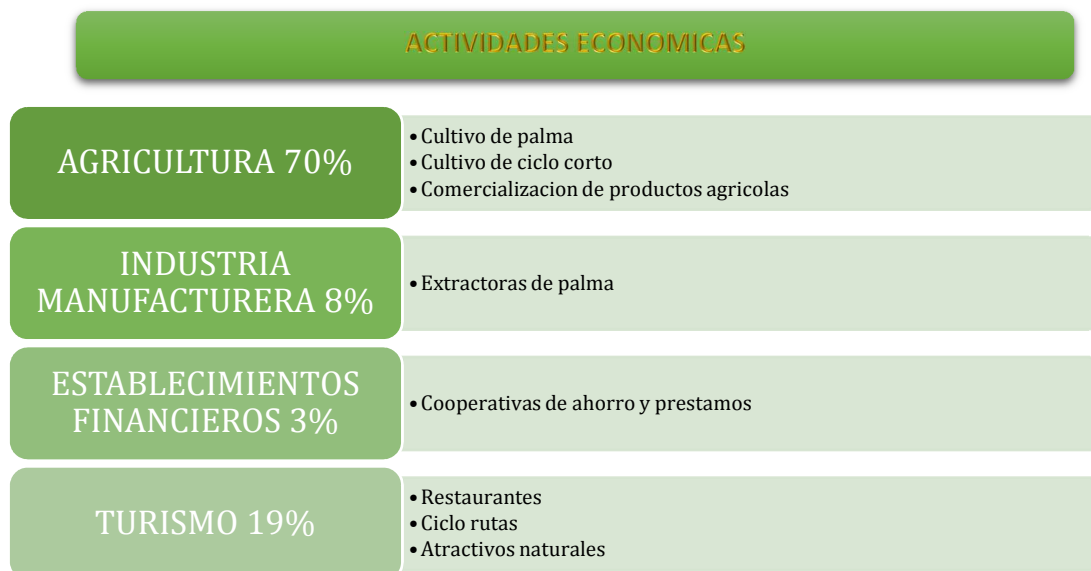 ACTIVIDADES ECONOMICAS
AGRICULTURA 70%
• Cultivo de palma
• Cultivo de ciclo corto
• Comercializacion de productos agricolas
INDUSTRIA
MANUFACTURERA 8%
• Extractoras de palma
ESTABLECIMIENTOS
FINANCIEROS 3%
• Cooperativas de ahorro y prestamos
TURISMO 19%
• Restaurantes
• Ciclo rutas
• Atractivos naturales